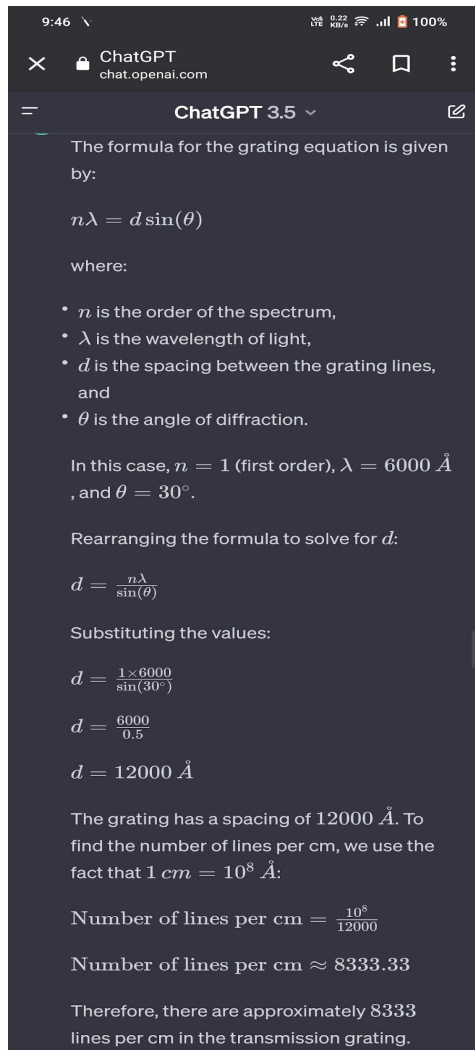 9:46
Vo) LTE 0.22 KB/s 100%
ChatGPT
chat.openai.com
ChatGPT 3.5
The formula for the grating equation is given
by:
nλ = d sin(θ)
where:
• n is the order of the spectrum,
• λ is the wavelength of light,
• d is the spacing between the grating lines,
and
• θ is the angle of diffraction.
In this case, n = 1 (first order), λ = 6000 Å
, and θ = 30°.
Rearranging the formula to solve for d:
d = nλ / sin(θ)
Substituting the values:
d = 1×6000 / sin(30°)
d = 6000 / 0.5
d = 12000 Å
The grating has a spacing of 12000 Å. To
find the number of lines per cm, we use the
fact that 1 cm = 10⁸ Å:
Number of lines per cm = 10⁸ / 12000
Number of lines per cm ≈ 8333.33
Therefore, there are approximately 8333
lines per cm in the transmission grating.